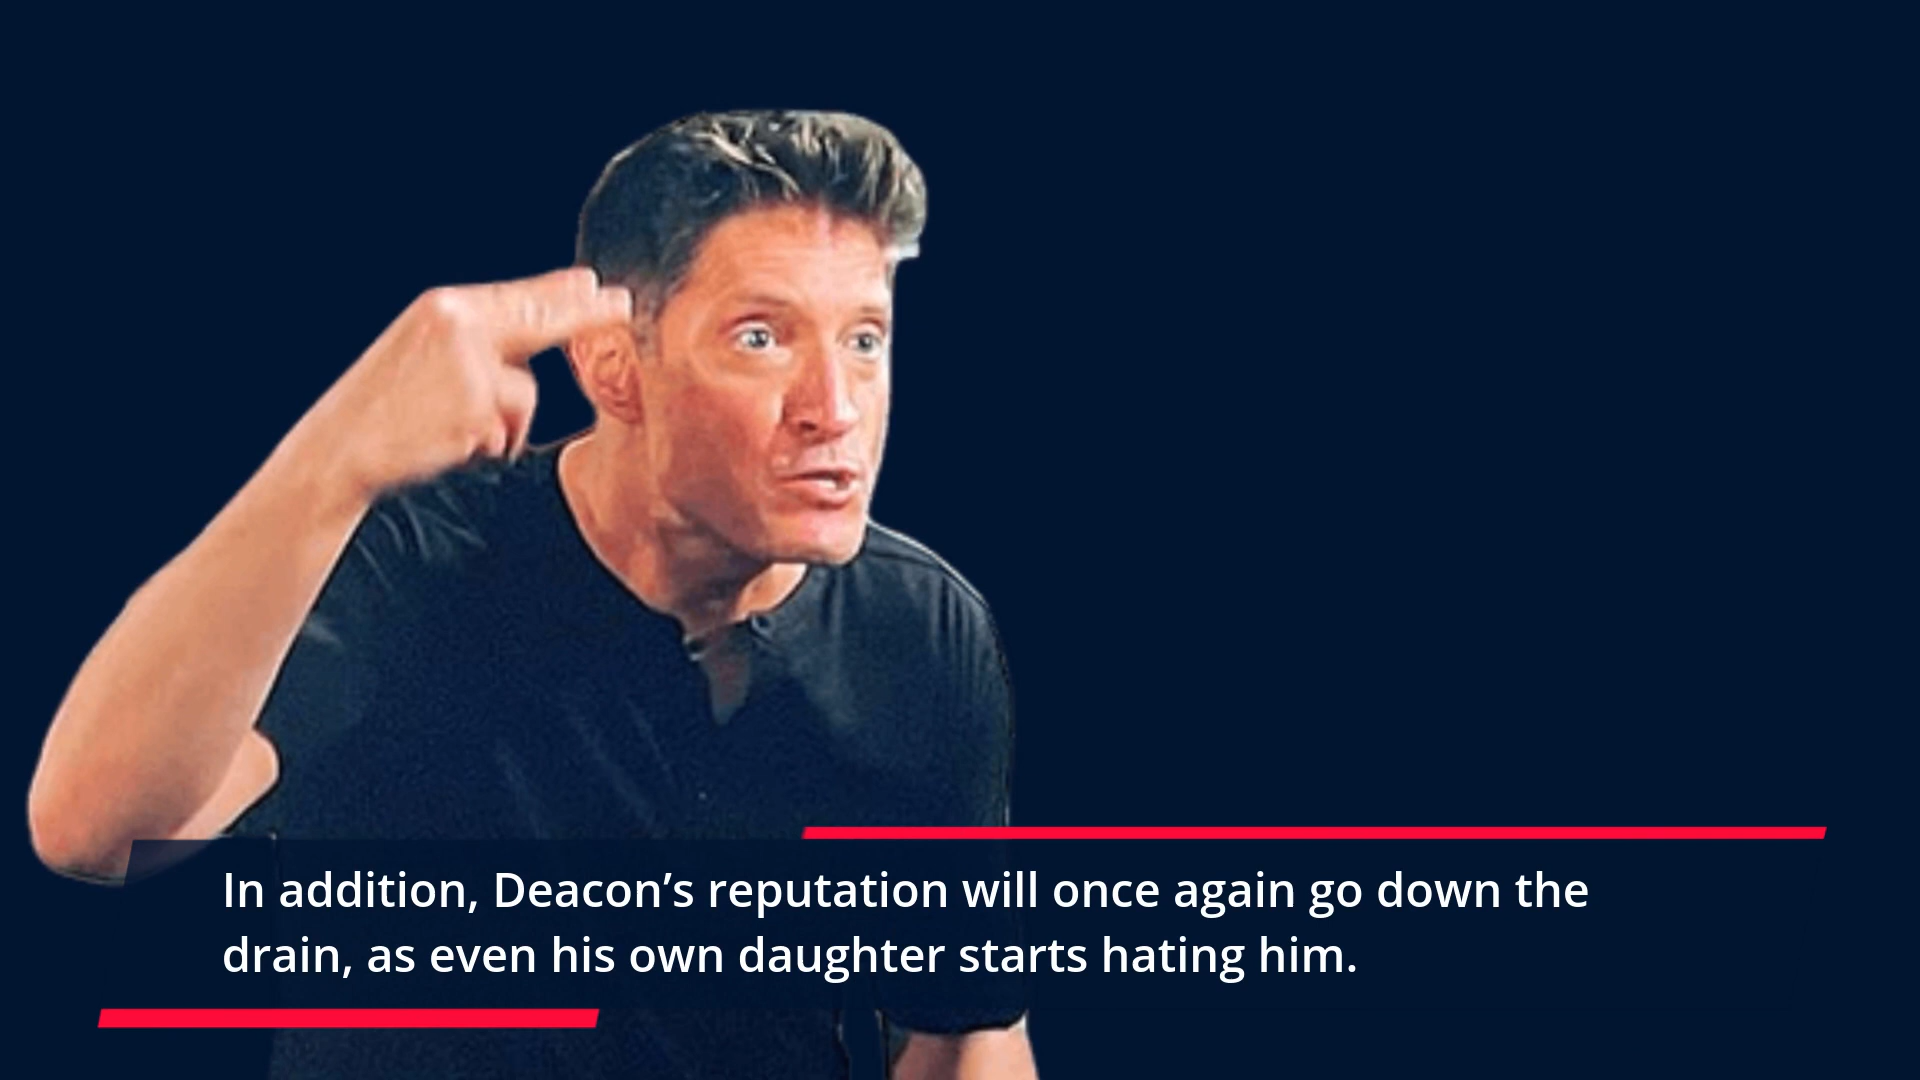 In addition, Deacon’s reputation will once again go down the
drain, as even his own daughter starts hating him.